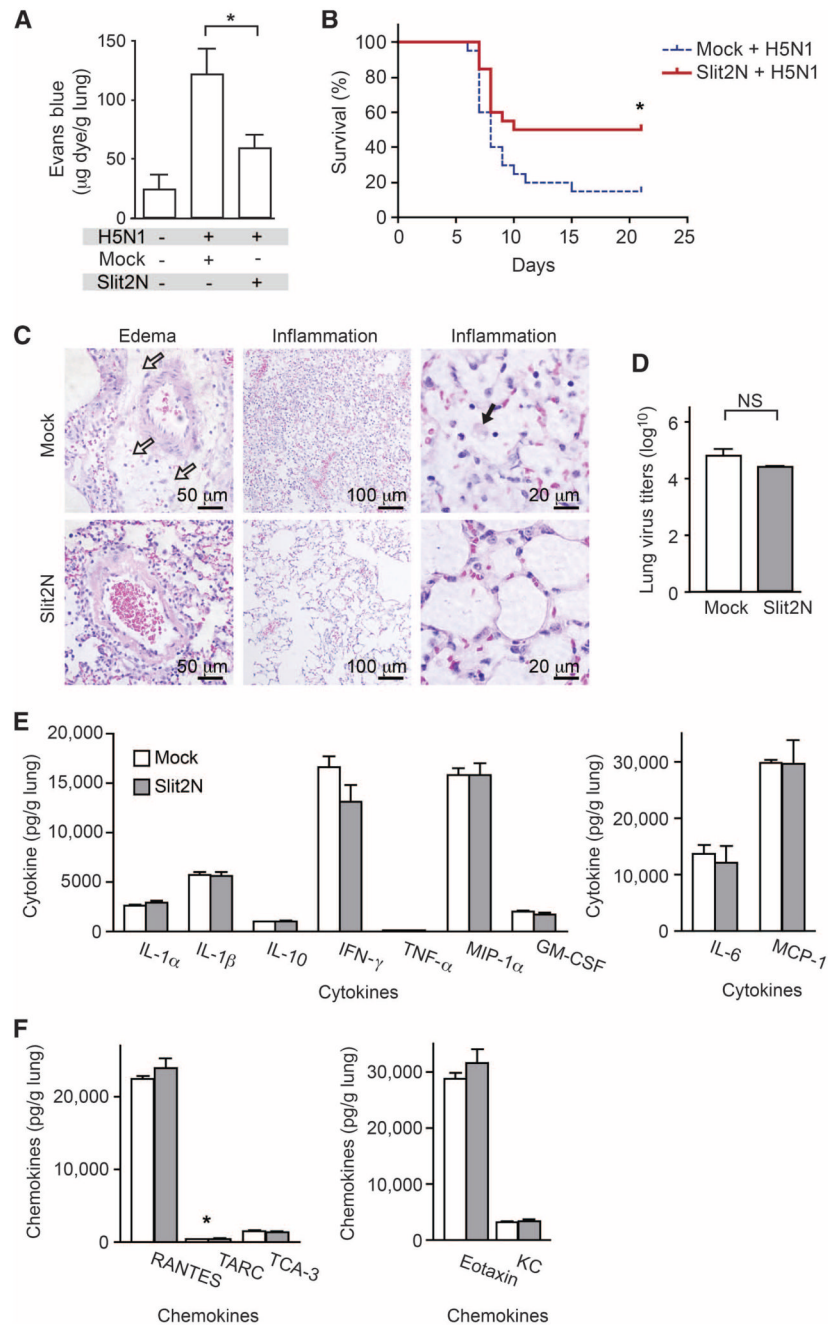 A
*
150
100
50
0
Evans blue
(μg dye/g lung)
H5N1 - + +
Mock - + -
Slit2N - - +
B
100
80
60
40
20
0
Survival (%)
0 5 10 15 20 25
Days
Mock + H5N1
Slit2N + H5N1
*
C
Edema Inflammation Inflammation
Mock
50 μm 100 μm 20 μm
Slit2N
50 μm 100 μm 20 μm
D
NS
6
4
2
0
Lung virus titers (log¹⁰)
Mock Slit2N
E
20,000
15,000
10,000
5000
0
Cytokine (pg/g lung)
Mock
Slit2N
IL-1α IL-1β IL-10 IFN-γ TNF-α MIP-1α GM-CSF
Cytokines
30,000
20,000
10,000
0
Cytokine (pg/g lung)
IL-6 MCP-1
Cytokines
F
20,000
10,000
0
Chemokines (pg/g lung)
*
RANTES TARC TCA-3
Chemokines
30,000
20,000
10,000
0
Chemokines (pg/g lung)
Eotaxin KC
Chemokines